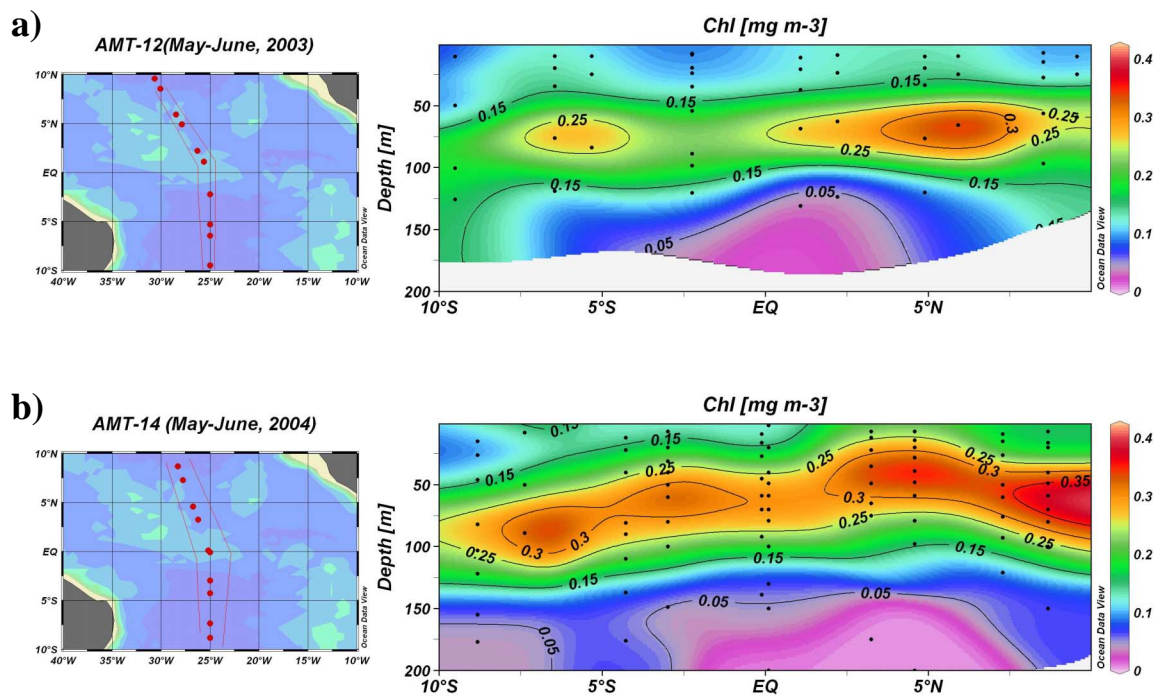 a)
AMT-12(May-June, 2003)
10°N
5°N
EQ
5°S
10°S
40°W 35°W 30°W 25°W 20°W 15°W 10°W
Ocean Data View
Chl [mg m-3]
Depth [m]
50
100
150
200
10°S 5°S EQ 5°N
0.15 0.15 0.15
0.25 0.25 0.25 0.3 0.25
0.15 0.15 0.15
0.05 0.05 0.15
Ocean Data View
0.4
0.3
0.2
0.1
0
b)
AMT-14 (May-June, 2004)
10°N
5°N
EQ
5°S
10°S
40°W 35°W 30°W 25°W 20°W 15°W 10°W
Ocean Data View
Chl [mg m-3]
Depth [m]
50
100
150
200
10°S 5°S EQ 5°N
0.15 0.15 0.15
0.25 0.25 0.25 0.3 0.35
0.3 0.3 0.25
0.25 0.25
0.15 0.15 0.15
0.05 0.05
Ocean Data View
0.4
0.3
0.2
0.1
0